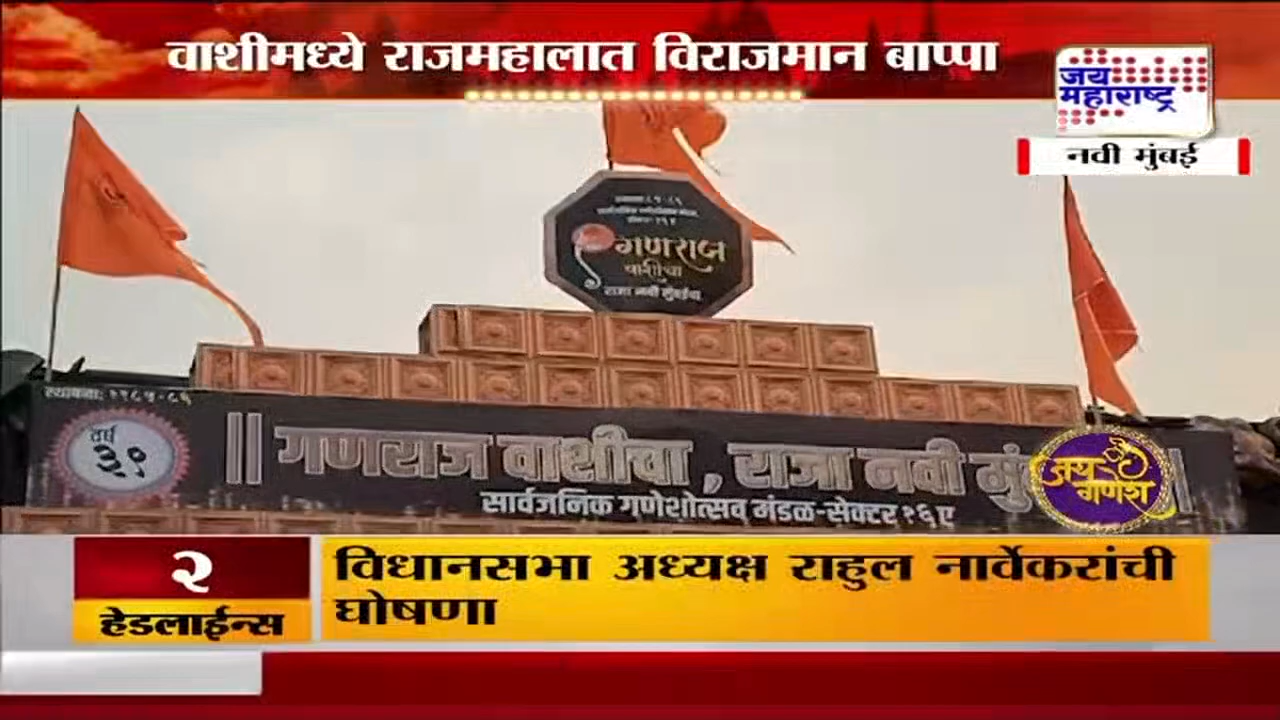 वाशीमध्ये राजमहालात विराजमान बाप्पा
जय
महाराष्ट्र
नवी मुंबई
गणराज
वाशीचा
राजा नवी मुंबईचा
वर्ष
३९
|| गणराज वाशीचा, राजा नवी
||
सार्वजनिक गणेशोत्सव मंडळ-सेक्टर १६ए
जय
गणेश
२
हेडलाईन्स
विधानसभा अध्यक्ष राहुल नार्वेकरांची
घोषणा